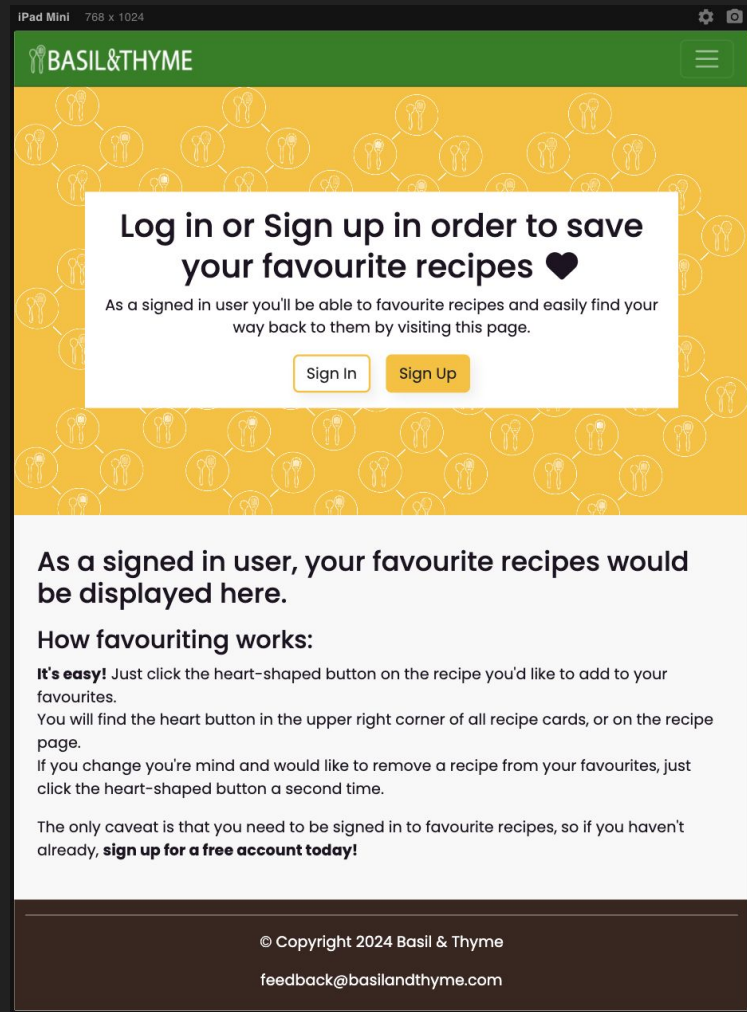 iPad Mini 768 x 1024
BASIL&THYME
Log in or Sign up in order to save
your favourite recipes
As a signed in user you'll be able to favourite recipes and easily find your
way back to them by visiting this page.
Sign In Sign Up
As a signed in user, your favourite recipes would
be displayed here.
How favouriting works:
It's easy! Just click the heart-shaped button on the recipe you'd like to add to your
favourites.
You will find the heart button in the upper right corner of all recipe cards, or on the recipe
page.
If you change you're mind and would like to remove a recipe from your favourites, just
click the heart-shaped button a second time.
The only caveat is that you need to be signed in to favourite recipes, so if you haven't
already, sign up for a free account today!
© Copyright 2024 Basil & Thyme
feedback@basilandthyme.com